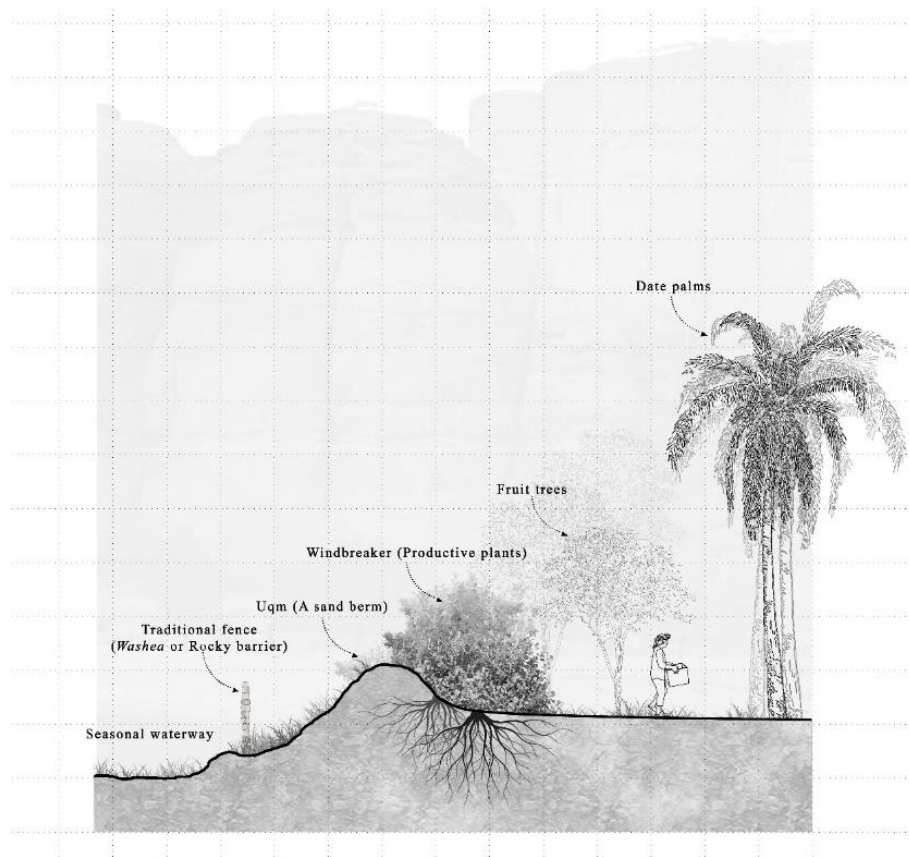 Date palms
Fruit trees
Windbreaker (Productive plants)
Uqm (A sand berm)
Traditional fence
(Washea or Rocky barrier)
Seasonal waterway